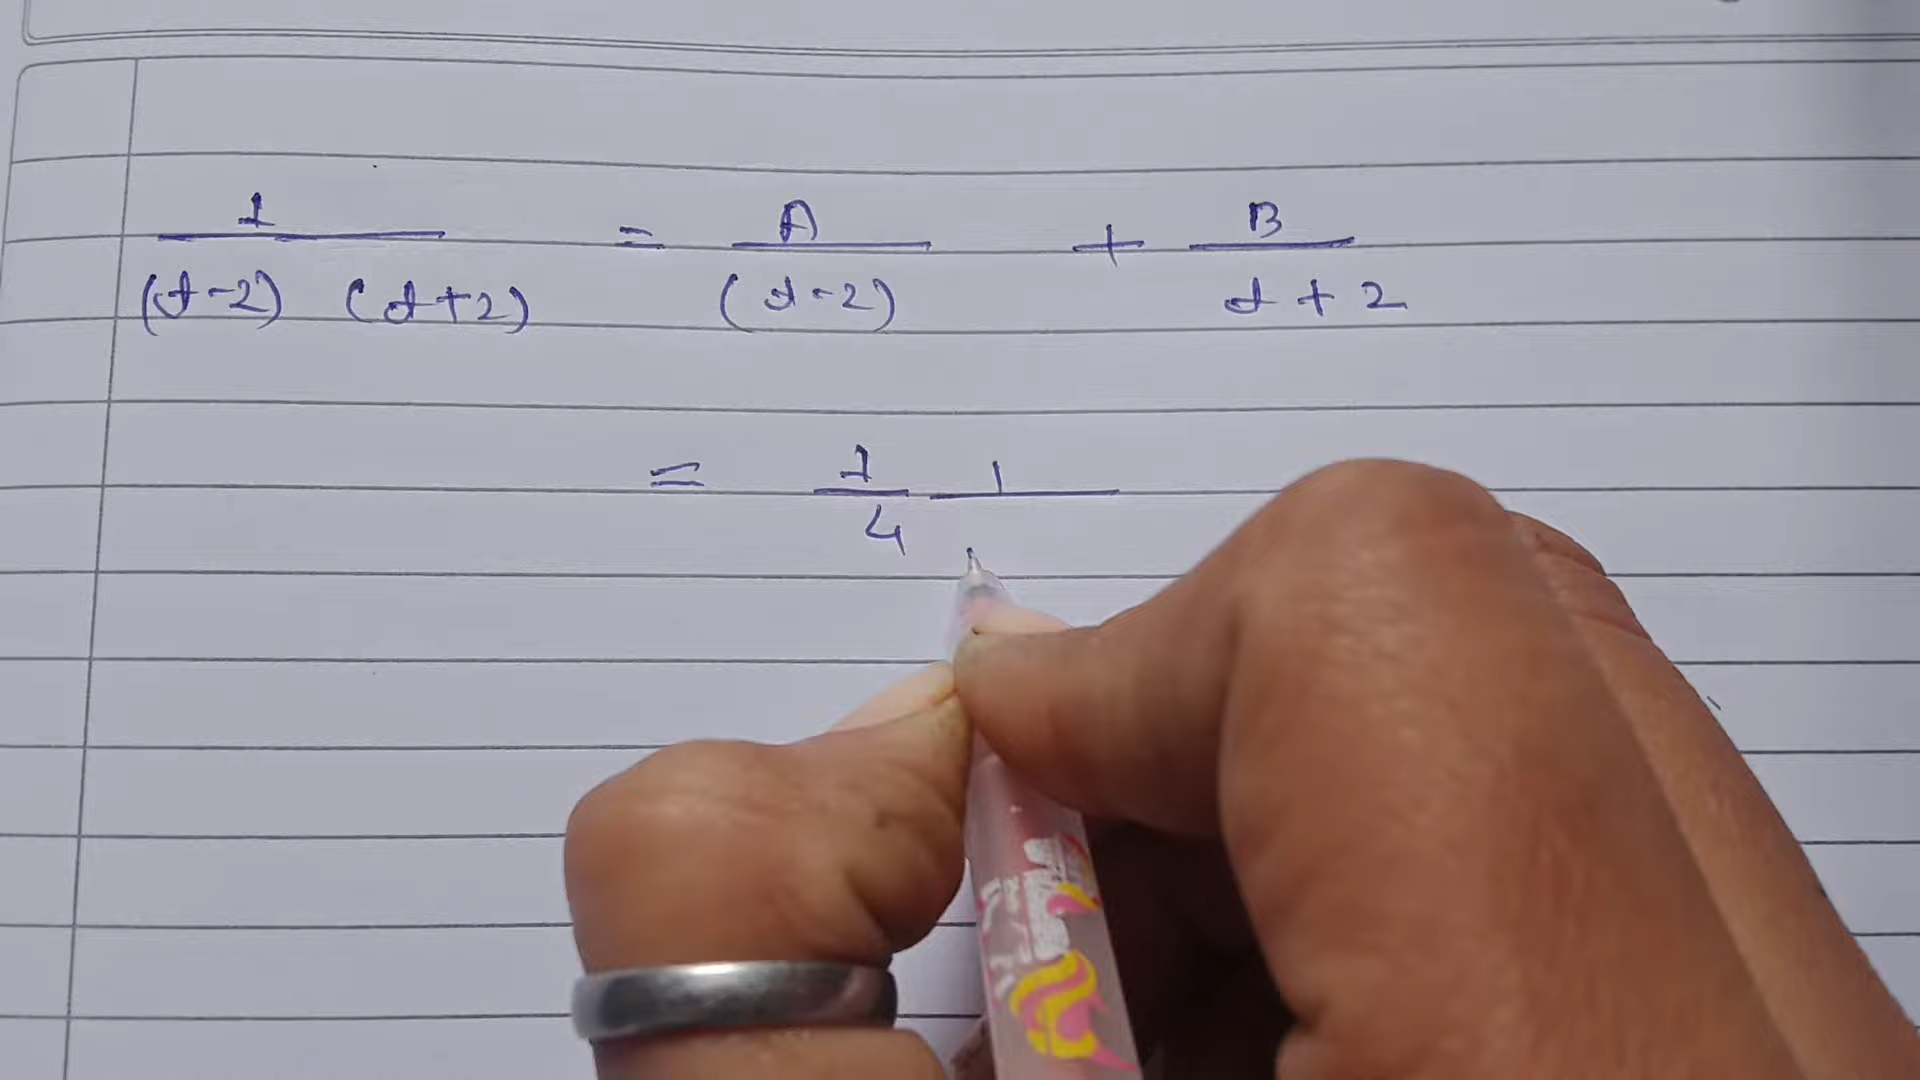 1 / (t-2) (t+2) = A / (t-2) + B / t+2
= 1/4 1/